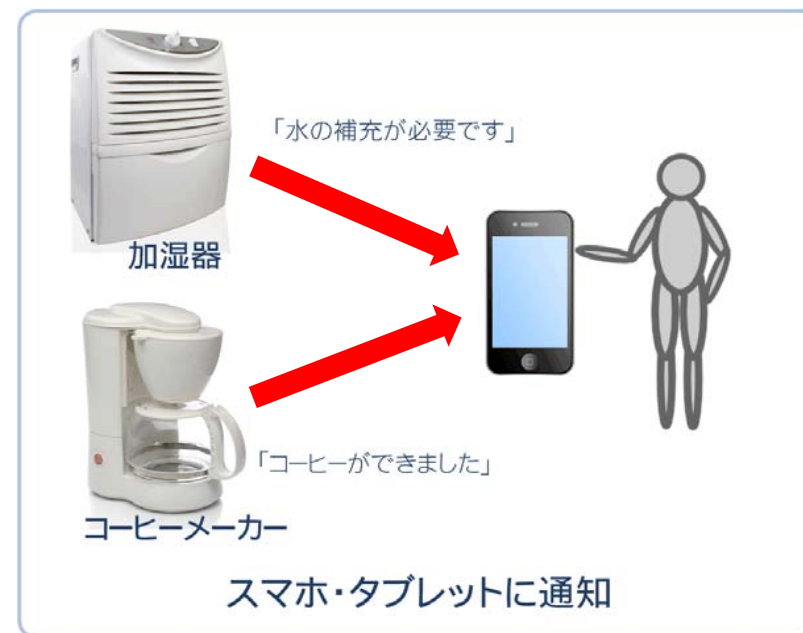 「水の補充が必要です」
加湿器
「コーヒーができました」
コーヒーメーカー
スマホ・タブレットに通知